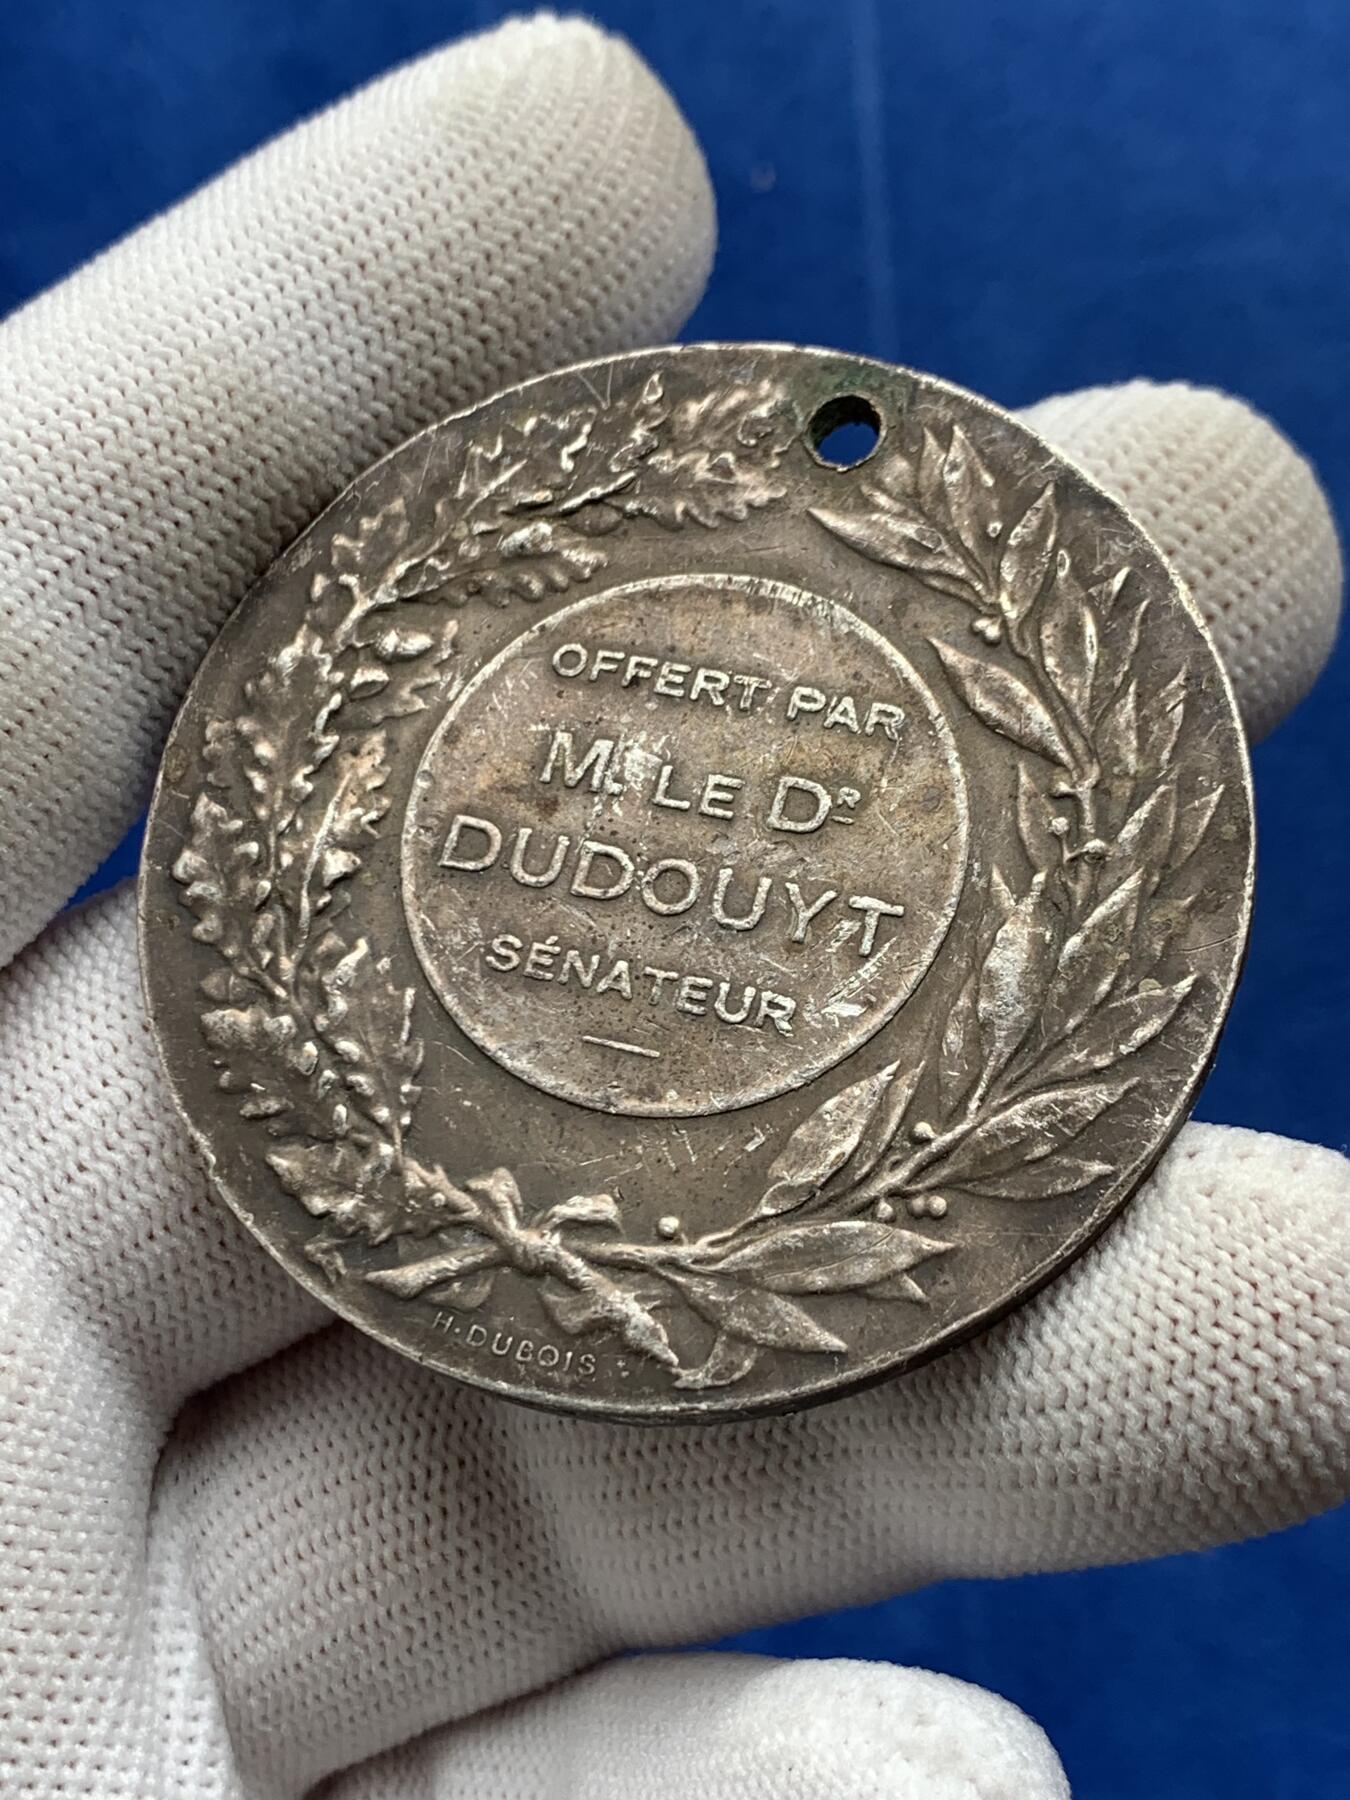 OFFERT PAR
M. LE DR
DUDOUYT
SÉNATEUR
H. DUBOIS